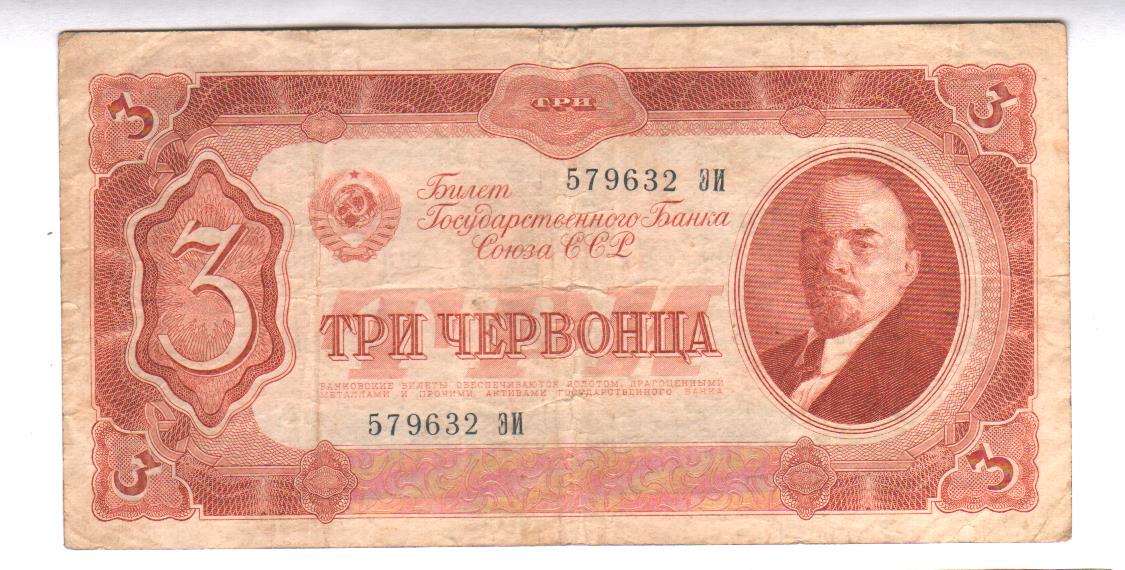 3 ТРИ 3
579632 ЭИ
Билет
Государственного Банка
Союза ССР
3
ТРИ
ТРИ ЧЕРВОНЦА
БАНКОВСКИЕ БИЛЕТЫ ОБЕСПЕЧИВАЮТСЯ ЗОЛОТОМ, ДРАГОЦЕННЫМИ
МЕТАЛЛАМИ И ПРОЧИМИ АКТИВАМИ ГОСУДАРСТВЕННОГО БАНКА
579632 ЭИ
3 3